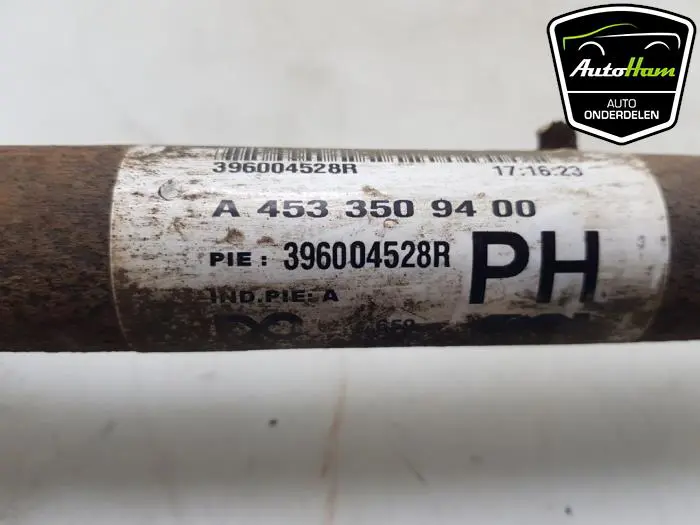 AutoHam
AUTO
ONDERDELEN
396004528R 17:16:23
A 453 350 94 00
PIE: 396004528R PH
IND.PIE: A